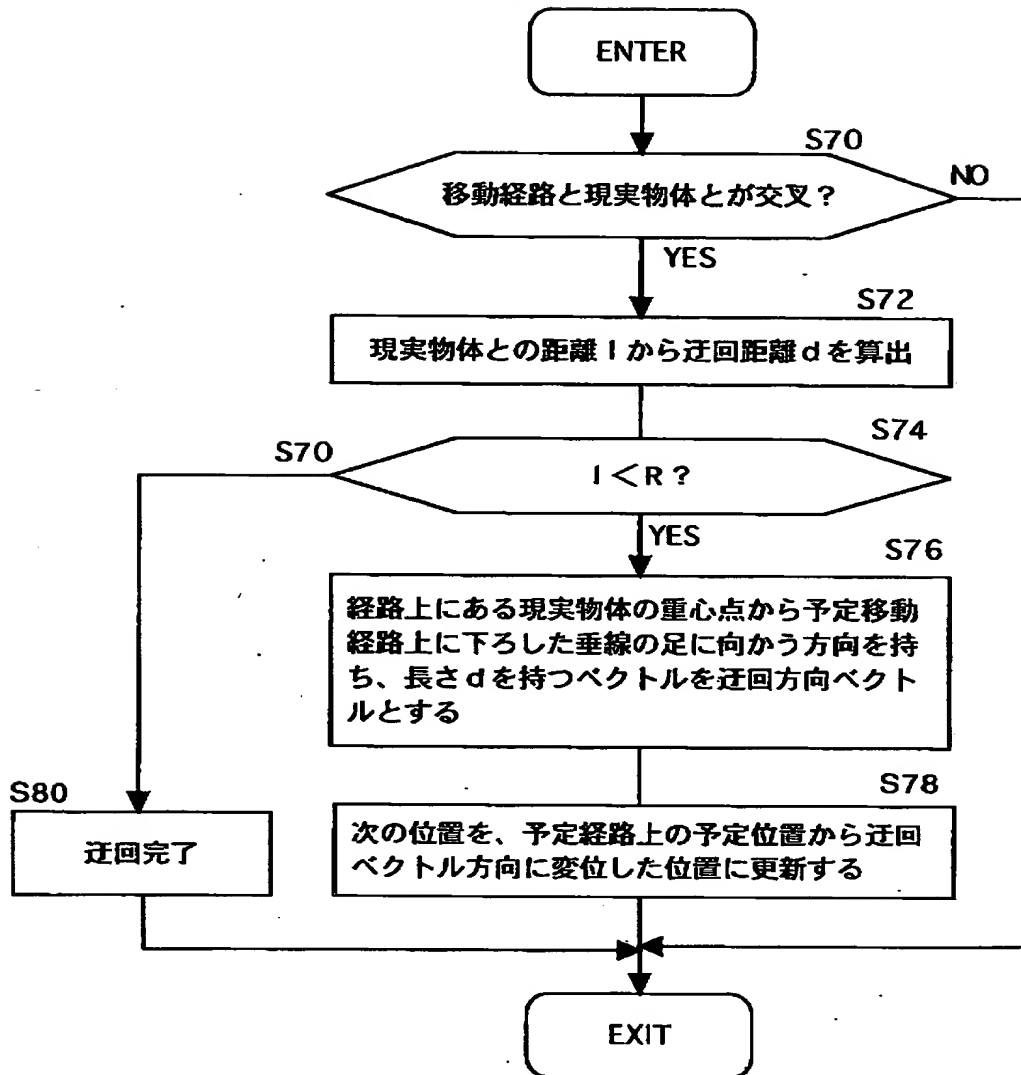 ENTER
S70
移動経路と現実物体とが交叉？
NO
YES
S72
現実物体との距離lから迂回距離dを算出
S70
S74
l＜R？
YES
S76
経路上にある現実物体の重心点から予定移動
経路上に下ろした垂線の足に向かう方向を持
ち、長さdを持つベクトルを迂回方向ベクト
ルとする
S80
迂回完了
S78
次の位置を、予定経路上の予定位置から迂回
ベクトル方向に変位した位置に更新する
EXIT